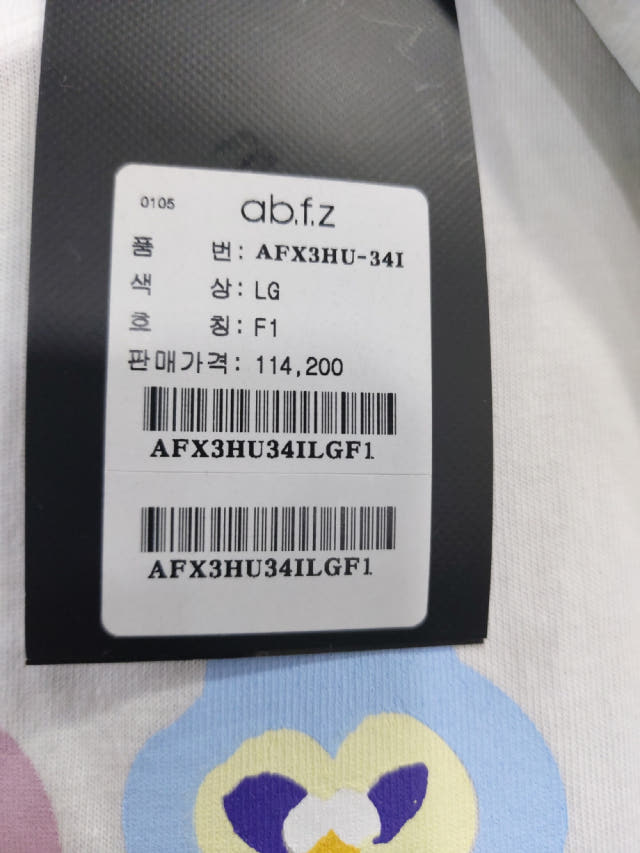 0105
ab.f.z
품 번: AFX3HU-34I
색 상: LG
호 칭: F1
판매가격: 114,200
AFX3HU34ILGF1
AFX3HU34ILGF1